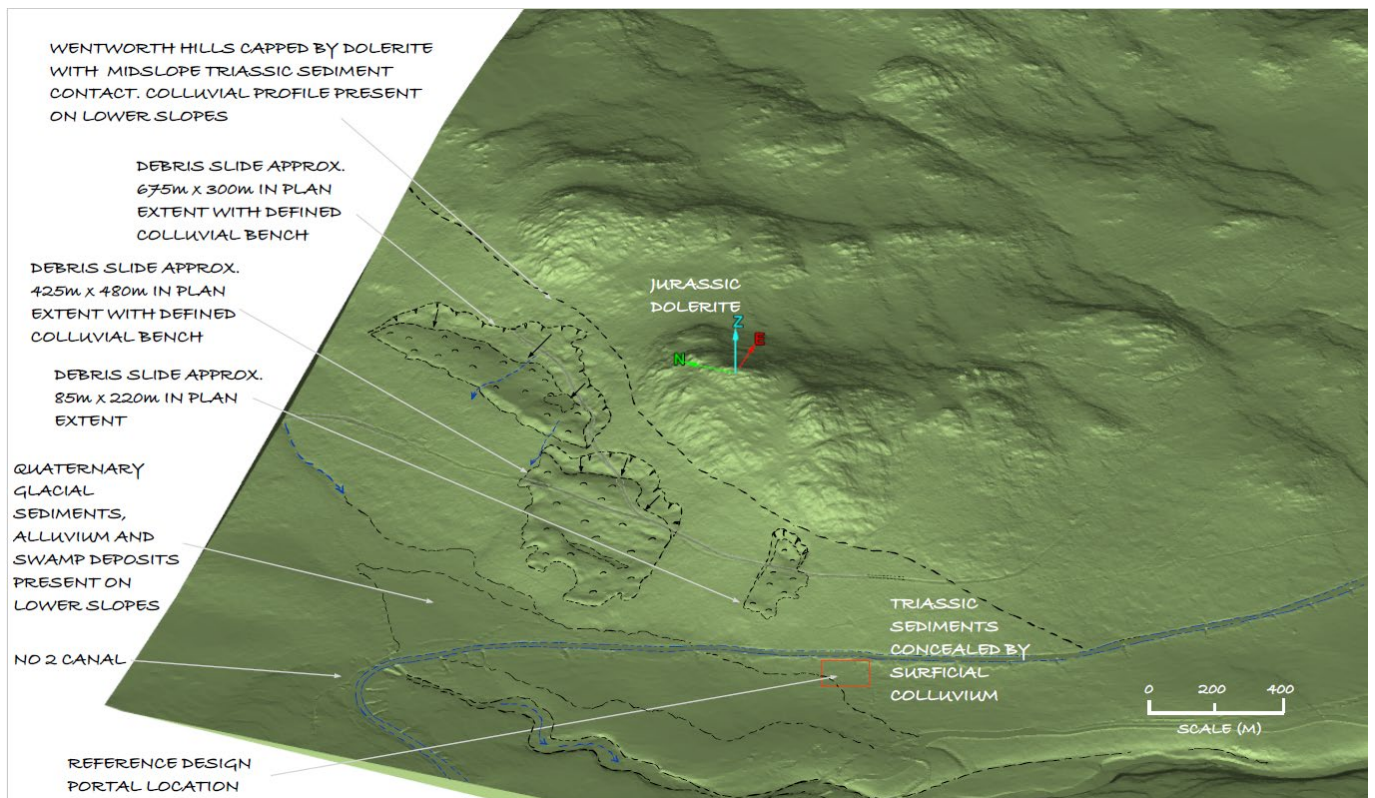 WENTWORTH HILLS CAPPED BY DOLERITE
WITH MIDSLOPE TRIASSIC SEDIMENT
CONTACT. COLLUVIAL PROFILE PRESENT
ON LOWER SLOPES
DEBRIS SLIDE APPROX.
675m x 300m IN PLAN
EXTENT WITH DEFINED
COLLUVIAL BENCH
DEBRIS SLIDE APPROX.
425m x 480m IN PLAN
EXTENT WITH DEFINED
COLLUVIAL BENCH
DEBRIS SLIDE APPROX.
85m x 220m IN PLAN
EXTENT
QUATERNARY
GLACIAL
SEDIMENTS,
ALLUVIUM AND
SWAMP DEPOSITS
PRESENT ON
LOWER SLOPES
NO 2 CANAL
REFERENCE DESIGN
PORTAL LOCATION
JURASSIC
DOLERITE
Z
E
N
TRIASSIC
SEDIMENTS
CONCEALED BY
SURFICIAL
COLLUVIUM
0 200 400
SCALE (M)